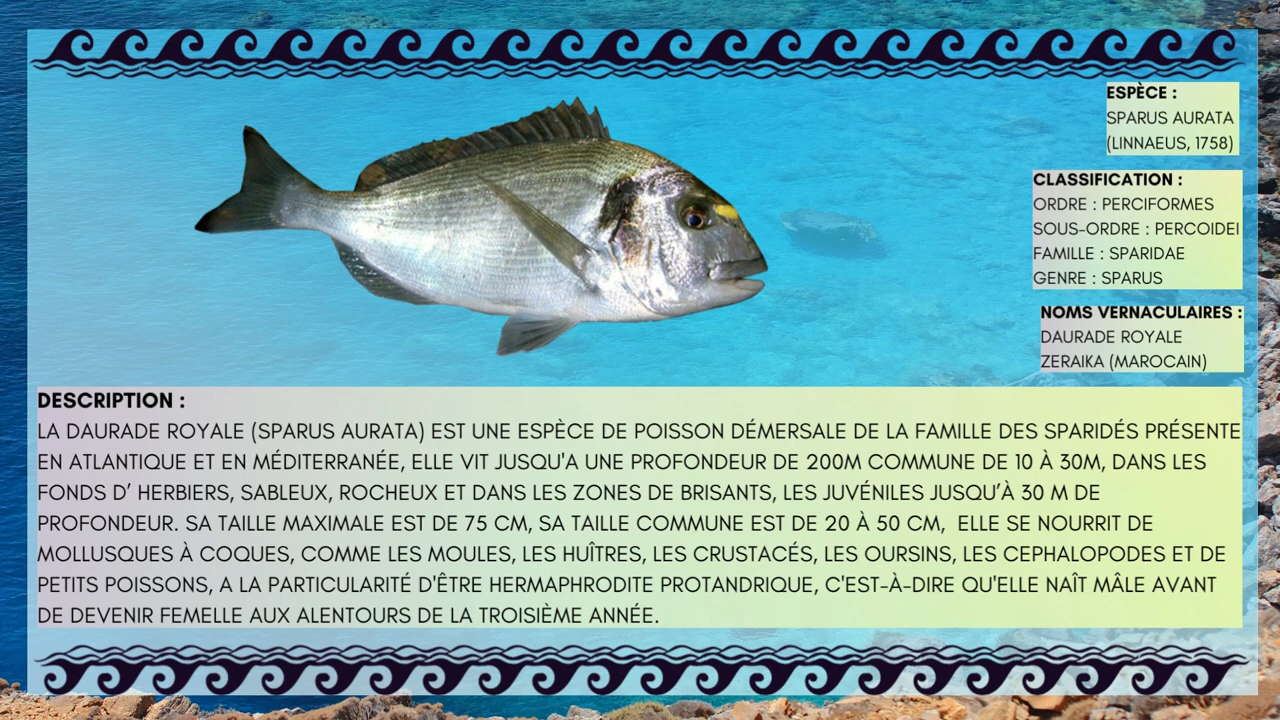 ESPÈCE :
SPARUS AURATA
(LINNAEUS, 1758)
CLASSIFICATION :
ORDRE : PERCIFORMES
SOUS-ORDRE : PERCOIDEI
FAMILLE : SPARIDAE
GENRE : SPARUS
NOMS VERNACULAIRES :
DAURADE ROYALE
ZERAIKA (MAROCAIN)
DESCRIPTION :
LA DAURADE ROYALE (SPARUS AURATA) EST UNE ESPÈCE DE POISSON DÉMERSALE DE LA FAMILLE DES SPARIDÉS PRÉSENTE
EN ATLANTIQUE ET EN MÉDITERRANÉE, ELLE VIT JUSQU'A UNE PROFONDEUR DE 200M COMMUNE DE 10 À 30M, DANS LES
FONDS D’ HERBIERS, SABLEUX, ROCHEUX ET DANS LES ZONES DE BRISANTS, LES JUVÉNILES JUSQU’À 30 M DE
PROFONDEUR. SA TAILLE MAXIMALE EST DE 75 CM, SA TAILLE COMMUNE EST DE 20 À 50 CM,  ELLE SE NOURRIT DE
MOLLUSQUES À COQUES, COMME LES MOULES, LES HUÎTRES, LES CRUSTACÉS, LES OURSINS, LES CEPHALOPODES ET DE
PETITS POISSONS, A LA PARTICULARITÉ D'ÊTRE HERMAPHRODITE PROTANDRIQUE, C'EST-À-DIRE QU'ELLE NAÎT MÂLE AVANT
DE DEVENIR FEMELLE AUX ALENTOURS DE LA TROISIÈME ANNÉE.